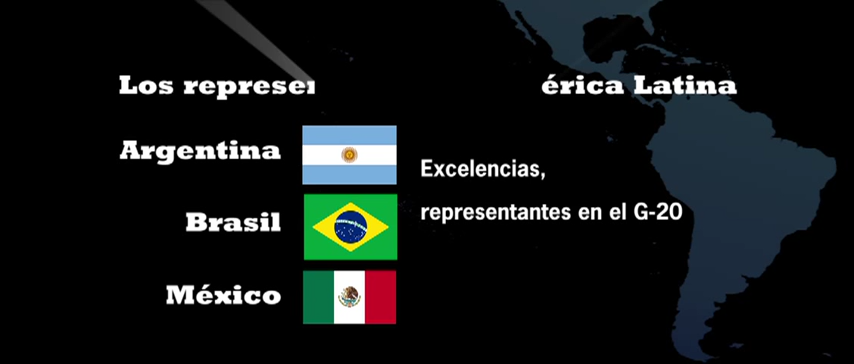 Los represe
érica Latina
Argentina
Excelencias,
representantes en el G-20
Brasil
México